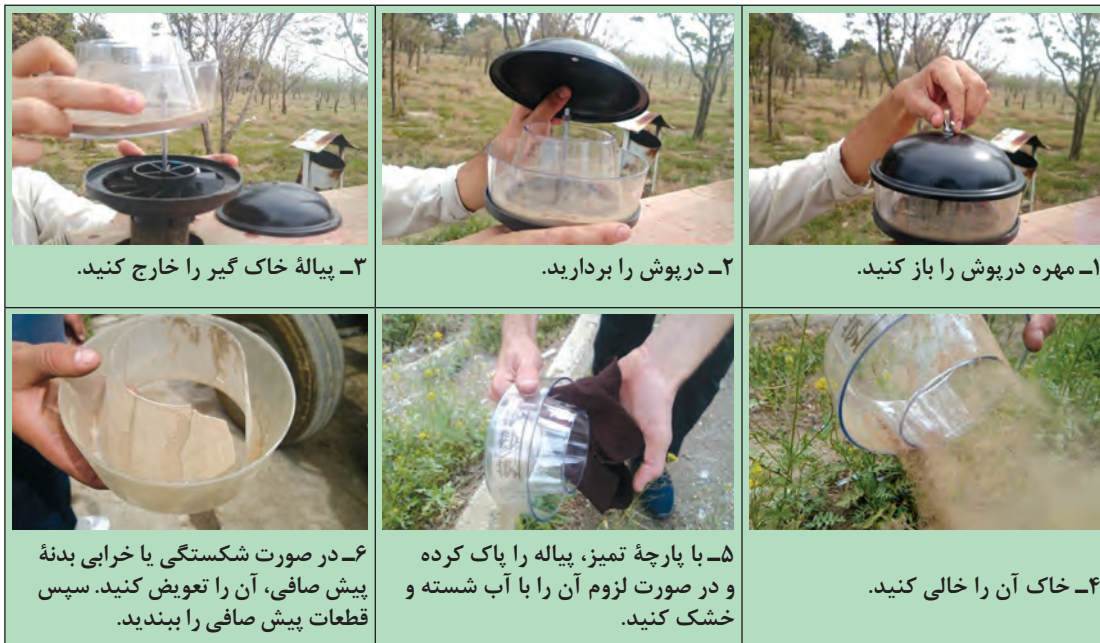 ۱ـ مهره درپوش را باز کنید.
۲ـ درپوش را بردارید.
۳ـ پیالهٔ خاک گیر را خارج کنید.
۴ـ خاک آن را خالی کنید.
۵ـ با پارچهٔ تمیز، پیاله را پاک کرده
و در صورت لزوم آن را با آب شسته و
خشک کنید.
۶ـ در صورت شکستگی یا خرابی بدنهٔ
پیش صافی، آن را تعویض کنید. سپس
قطعات پیش صافی را ببندید.